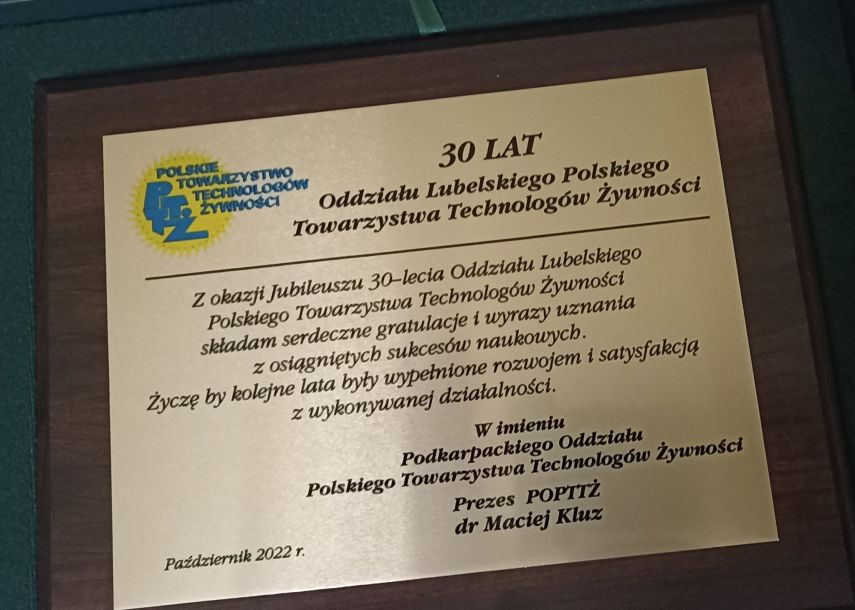 POLSKIE
TOWARZYSTWO
TECHNOLOGÓW
ŻYWNOŚCI
P.T.T.Ż
30 LAT
Oddziału Lubelskiego Polskiego
Towarzystwa Technologów Żywności
Z okazji Jubileuszu 30-lecia Oddziału Lubelskiego
Polskiego Towarzystwa Technologów Żywności
składam serdeczne gratulacje i wyrazy uznania
z osiągniętych sukcesów naukowych.
Życzę by kolejne lata były wypełnione rozwojem i satysfakcją
z wykonywanej działalności.
W imieniu
Podkarpackiego Oddziału
Polskiego Towarzystwa Technologów Żywności
Prezes POPTTŻ
dr Maciej Kluz
Październik 2022 r.